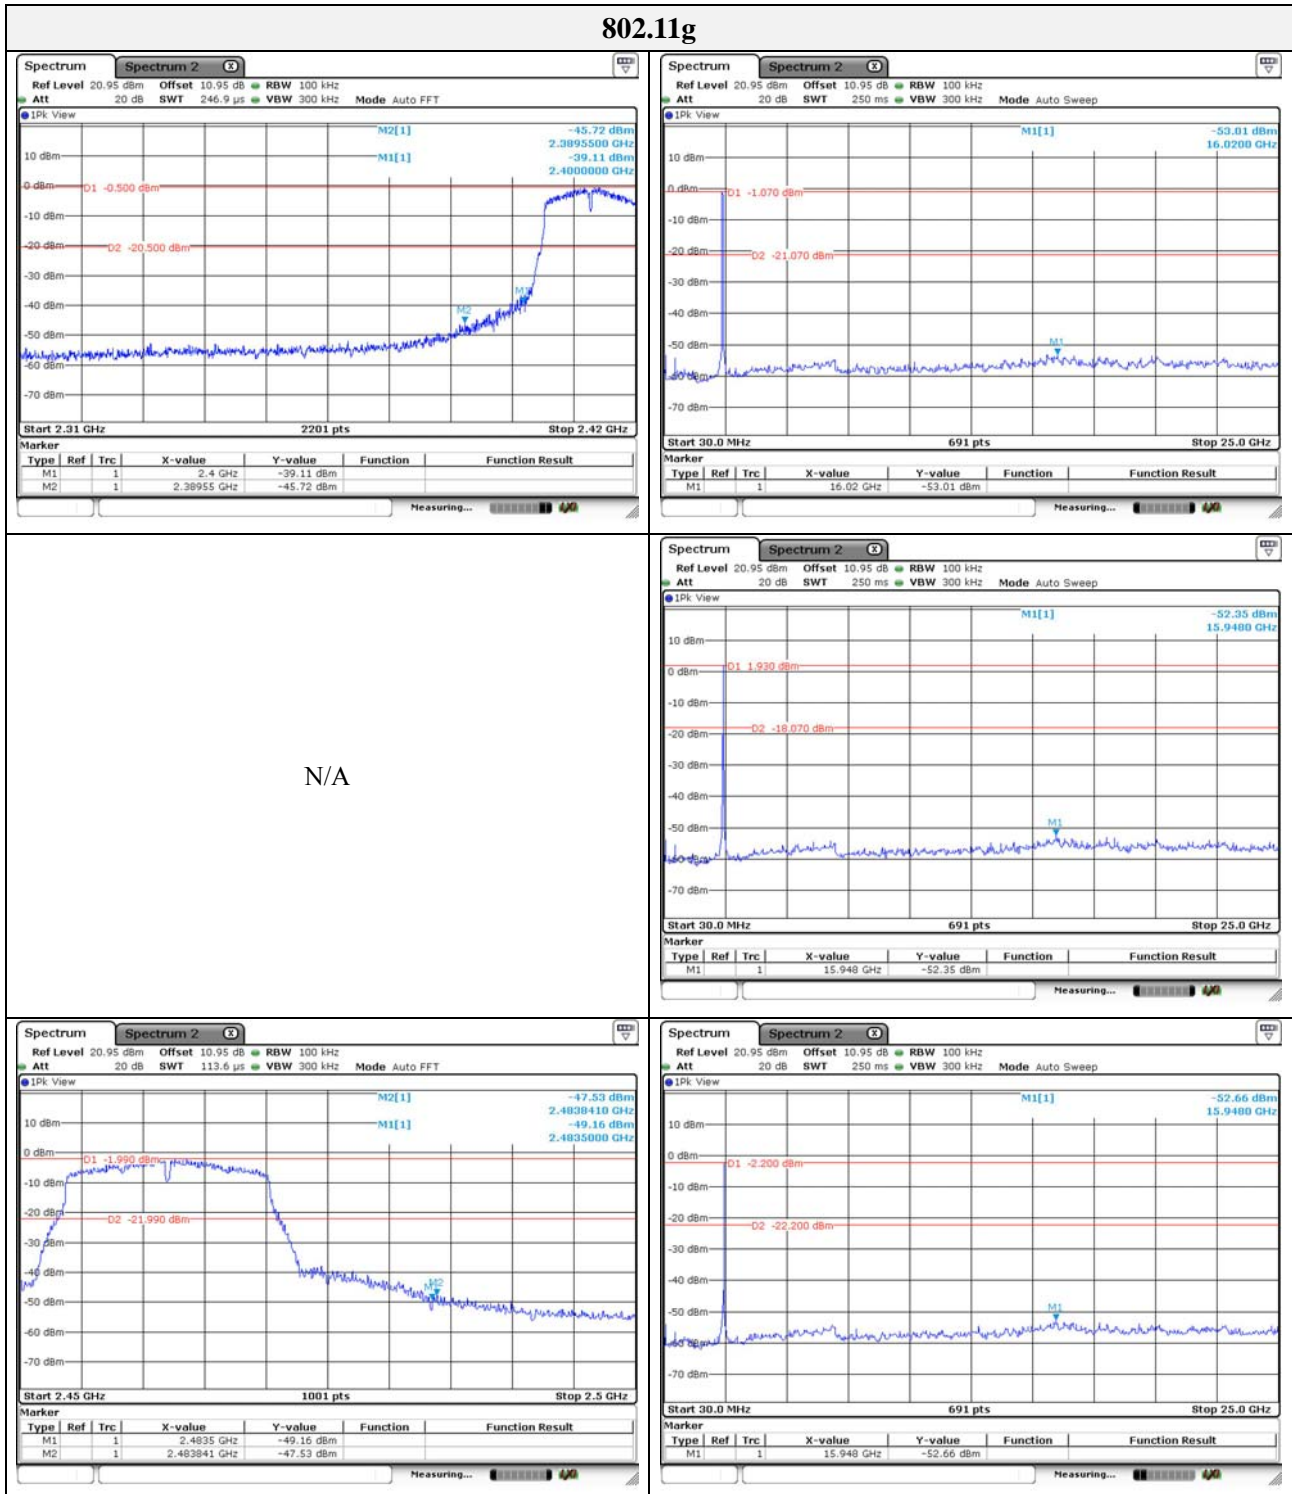 802.11g
Spectrum Spectrum 2 X
Ref Level 20.95 dBm Offset 10.95 dB RBW 100 kHz
Att 20 dB SWT 246.9 µs VBW 300 kHz Mode Auto FFT
1Pk View
M2[1] -45.72 dBm
2.3895500 GHz
M1[1] -39.11 dBm
2.4000000 GHz
10 dBm
0 dBm
D1 -0.500 dBm
-10 dBm
-20 dBm
D2 -20.500 dBm
-30 dBm
M1
-40 dBm
M2
-50 dBm
-60 dBm
-70 dBm
Start 2.31 GHz 2201 pts Stop 2.42 GHz
Marker
Type Ref Trc X-value Y-value Function Function Result
M1 1 2.4 GHz -39.11 dBm
M2 1 2.38955 GHz -45.72 dBm
Measuring...
Spectrum Spectrum 2 X
Ref Level 20.95 dBm Offset 10.95 dB RBW 100 kHz
Att 20 dB SWT 250 ms VBW 300 kHz Mode Auto Sweep
1Pk View
M1[1] -53.01 dBm
16.0200 GHz
10 dBm
0 dBm
D1 -1.070 dBm
-10 dBm
-20 dBm
D2 -21.070 dBm
-30 dBm
-40 dBm
-50 dBm
M1
-60 dBm
-70 dBm
Start 30.0 MHz 691 pts Stop 25.0 GHz
Marker
Type Ref Trc X-value Y-value Function Function Result
M1 1 16.02 GHz -53.01 dBm
Measuring...
N/A
Spectrum Spectrum 2 X
Ref Level 20.95 dBm Offset 10.95 dB RBW 100 kHz
Att 20 dB SWT 250 ms VBW 300 kHz Mode Auto Sweep
1Pk View
M1[1] -52.35 dBm
15.9480 GHz
10 dBm
D1 1.930 dBm
0 dBm
-10 dBm
D2 -18.070 dBm
-20 dBm
-30 dBm
-40 dBm
-50 dBm
M1
-60 dBm
-70 dBm
Start 30.0 MHz 691 pts Stop 25.0 GHz
Marker
Type Ref Trc X-value Y-value Function Function Result
M1 1 15.948 GHz -52.35 dBm
Measuring...
Spectrum Spectrum 2 X
Ref Level 20.95 dBm Offset 10.95 dB RBW 100 kHz
Att 20 dB SWT 113.6 µs VBW 300 kHz Mode Auto FFT
1Pk View
M2[1] -47.53 dBm
2.4838410 GHz
M1[1] -49.16 dBm
2.4835000 GHz
10 dBm
0 dBm
D1 -1.990 dBm
-10 dBm
-20 dBm
D2 -21.990 dBm
-30 dBm
-40 dBm
M1 M2
-50 dBm
-60 dBm
-70 dBm
Start 2.45 GHz 1001 pts Stop 2.5 GHz
Marker
Type Ref Trc X-value Y-value Function Function Result
M1 1 2.4835 GHz -49.16 dBm
M2 1 2.483841 GHz -47.53 dBm
Measuring...
Spectrum Spectrum 2 X
Ref Level 20.95 dBm Offset 10.95 dB RBW 100 kHz
Att 20 dB SWT 250 ms VBW 300 kHz Mode Auto Sweep
1Pk View
M1[1] -52.66 dBm
15.9480 GHz
10 dBm
0 dBm
D1 -2.200 dBm
-10 dBm
-20 dBm
D2 -22.200 dBm
-30 dBm
-40 dBm
-50 dBm
M1
-60 dBm
-70 dBm
Start 30.0 MHz 691 pts Stop 25.0 GHz
Marker
Type Ref Trc X-value Y-value Function Function Result
M1 1 15.948 GHz -52.66 dBm
Measuring...